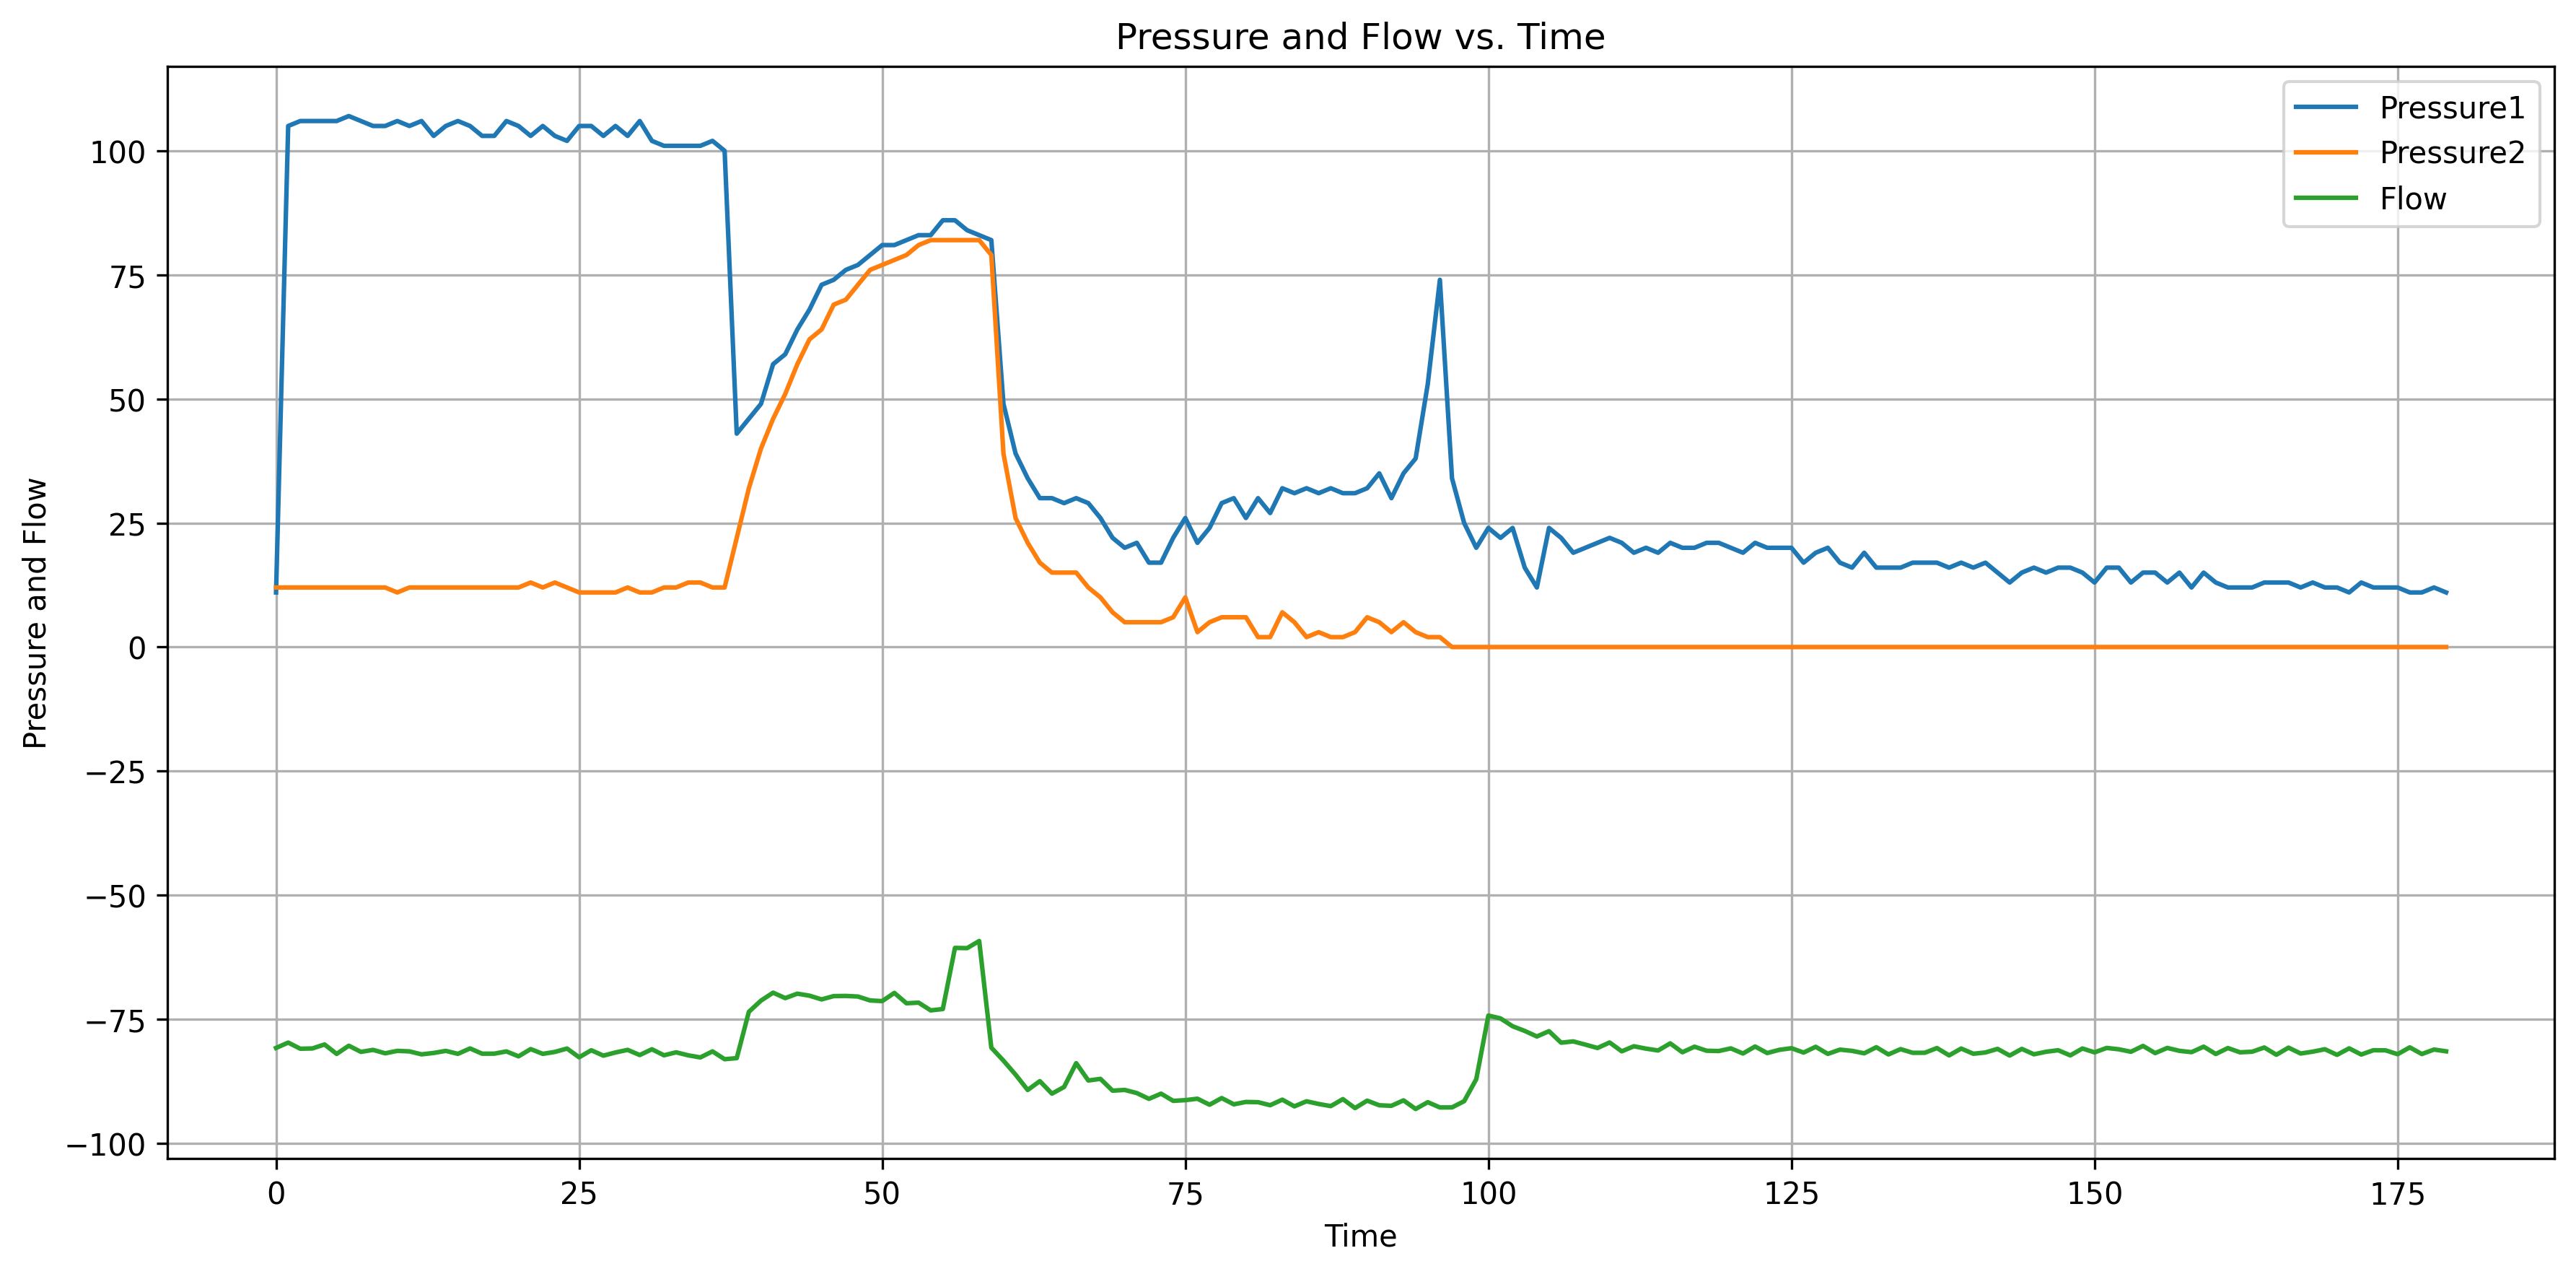 Pressure and Flow vs. Time
Pressure1
Pressure2
Flow
Pressure and Flow
100
75
50
25
0
−25
−50
−75
−100
0 25 50 75 100 125 150 175
Time